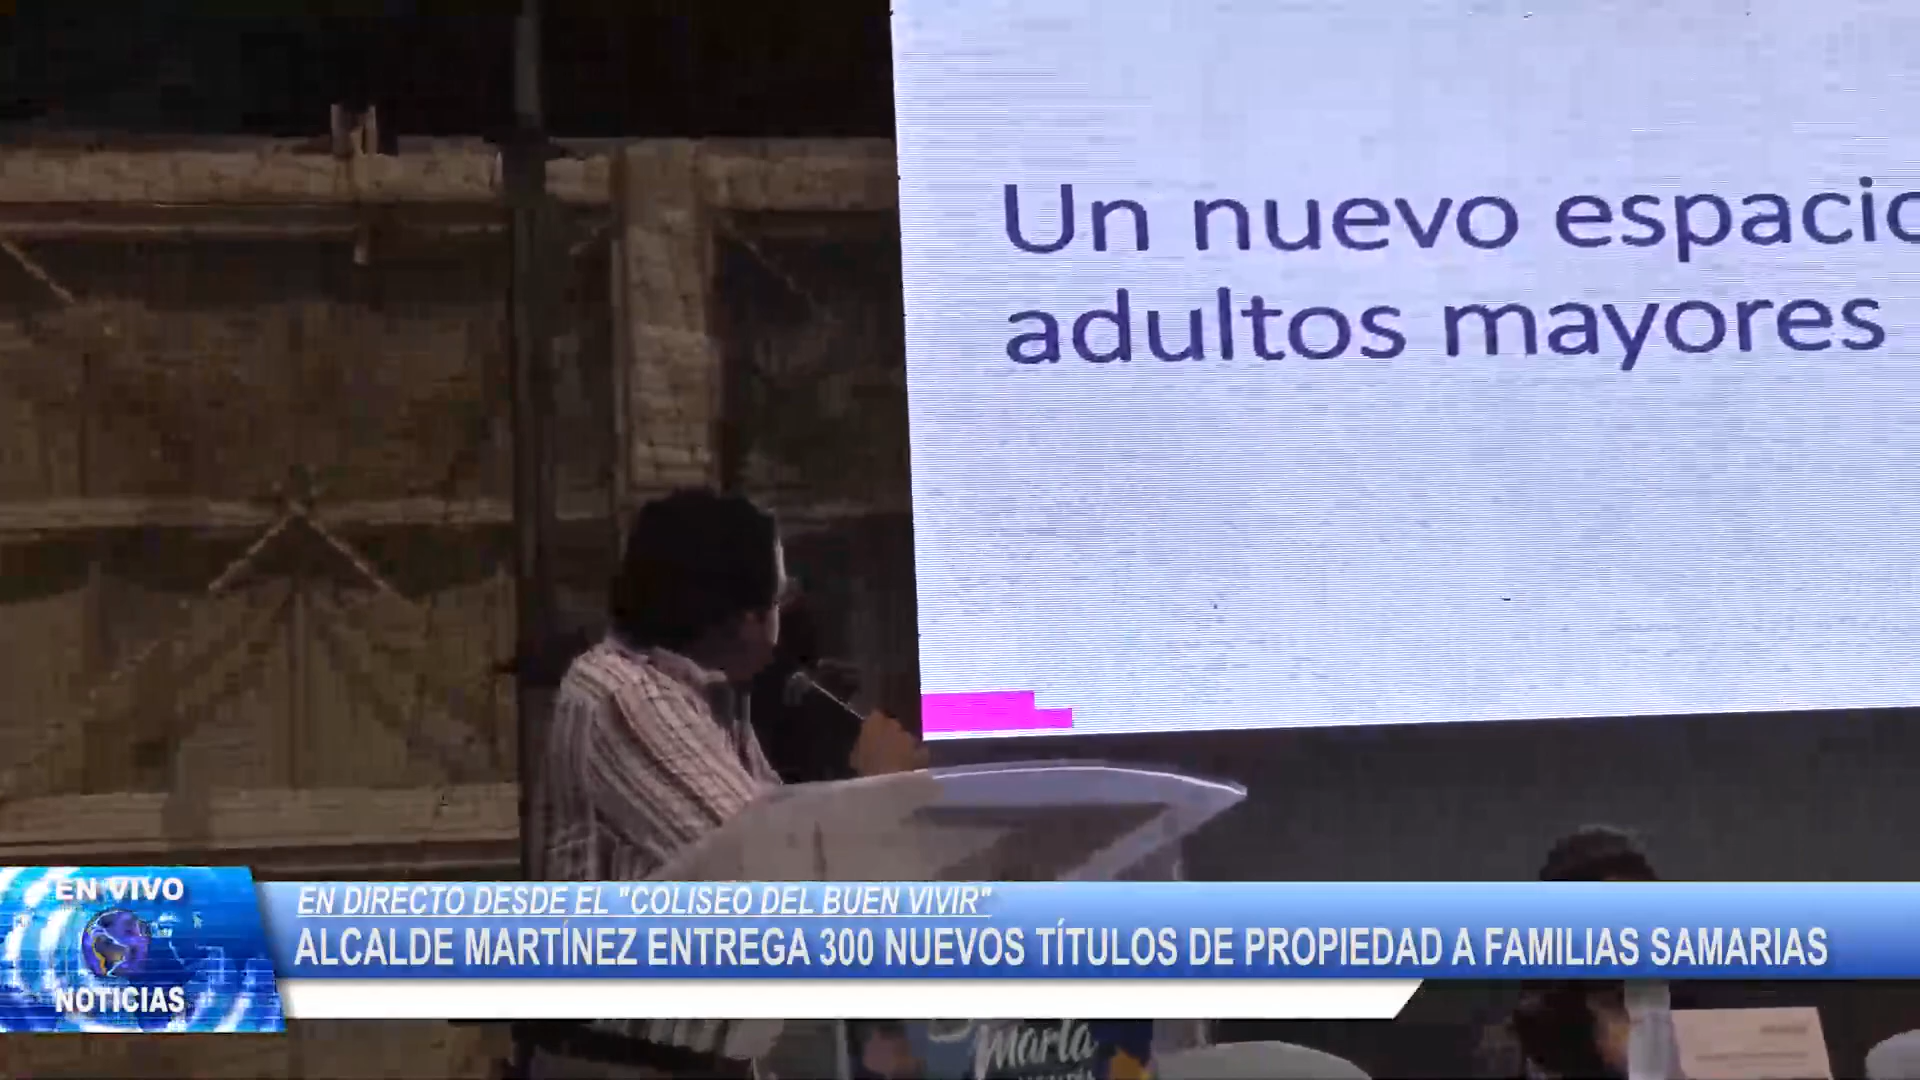 Un nuevo espacio
adultos mayores
EN VIVO
NOTICIAS
EN DIRECTO DESDE EL "COLISEO DEL BUEN VIVIR"
ALCALDE MARTÍNEZ ENTREGA 300 NUEVOS TÍTULOS DE PROPIEDAD A FAMILIAS SAMARIAS
Marta